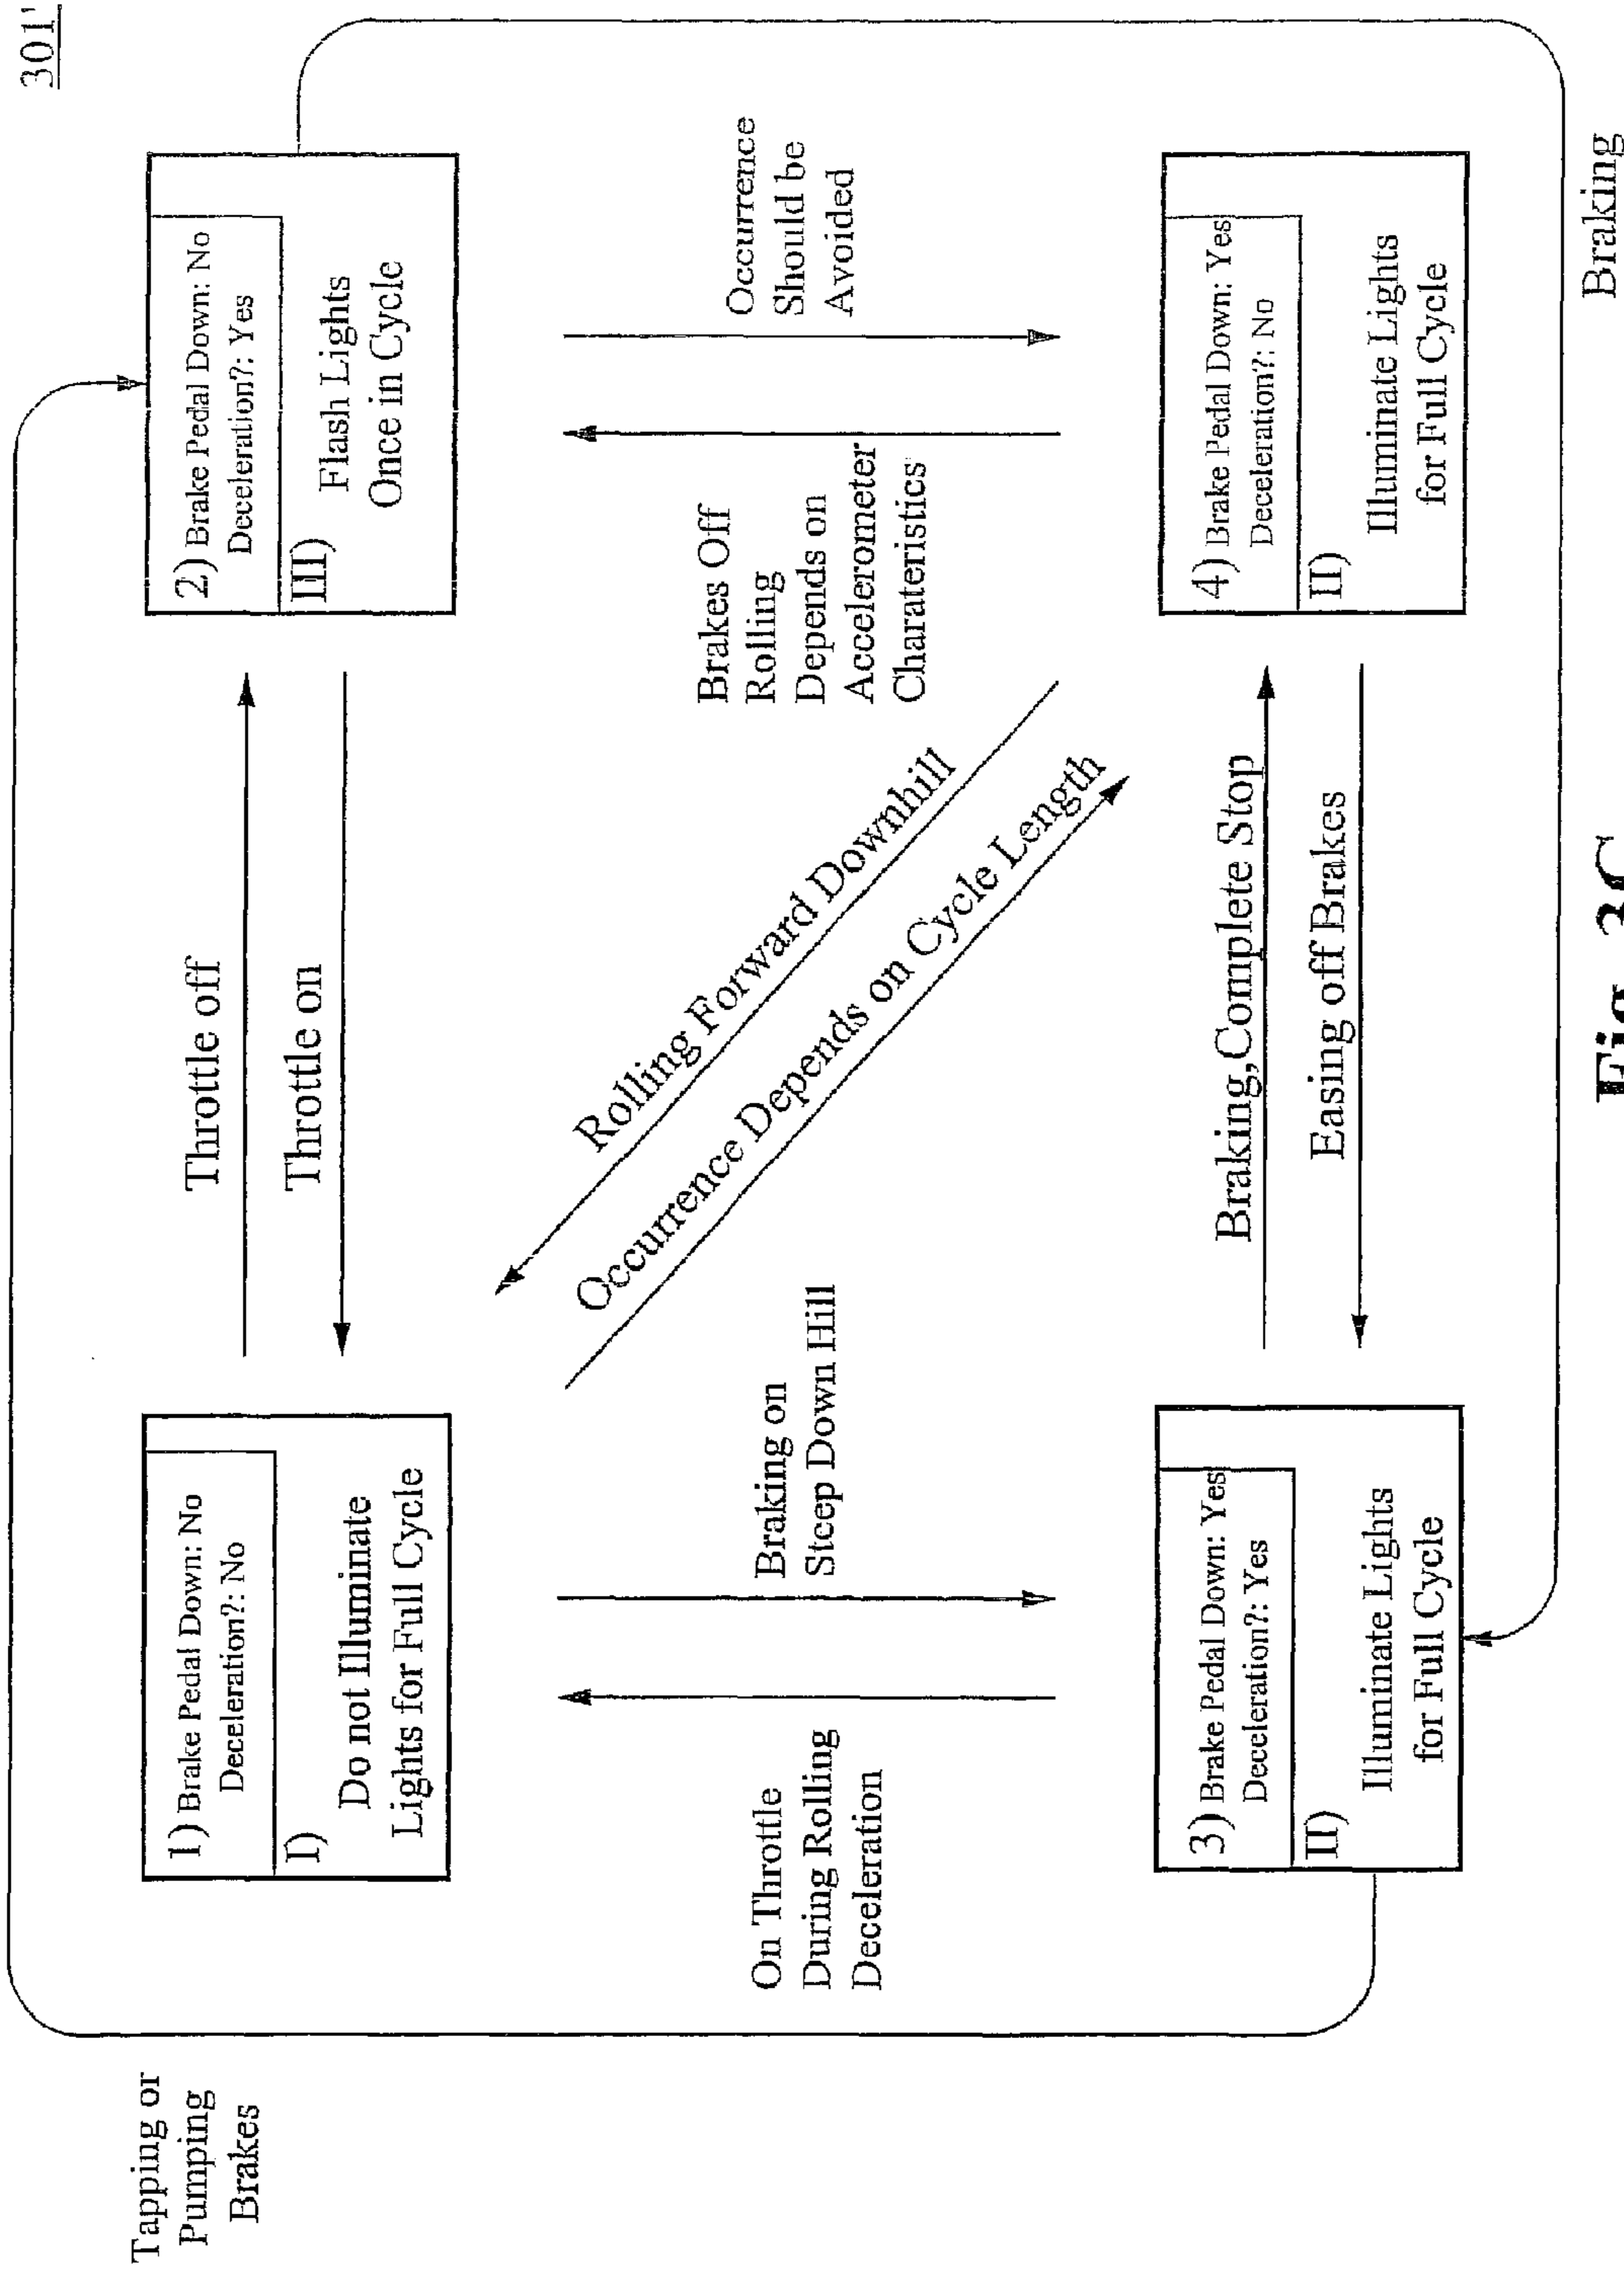 301'
Tapping or
Pumping
Brakes
1) Brake Pedal Down: No
Deceleration?: No
I)
Do not Illuminate
Lights for Full Cycle
Throttle off
Throttle on
2) Brake Pedal Down: No
Deceleration?: Yes
III)
Flash Lights
Once in Cycle
On Throttle
During Rolling
Deceleration
Braking on
Steep Down Hill
Rolling Forward Downhill
Occurrence Depends on Cycle Length
Brakes Off
Rolling
Depends on
Accelerometer
Charateristics
Occurrence
Should be
Avoided
3) Brake Pedal Down: Yes
Deceleration?: Yes
II)
Illuminate Lights
for Full Cycle
Braking, Complete Stop
Easing off Brakes
4) Brake Pedal Down: Yes
Deceleration?: No
II)
Illuminate Lights
for Full Cycle
Braking
Fig. 3C